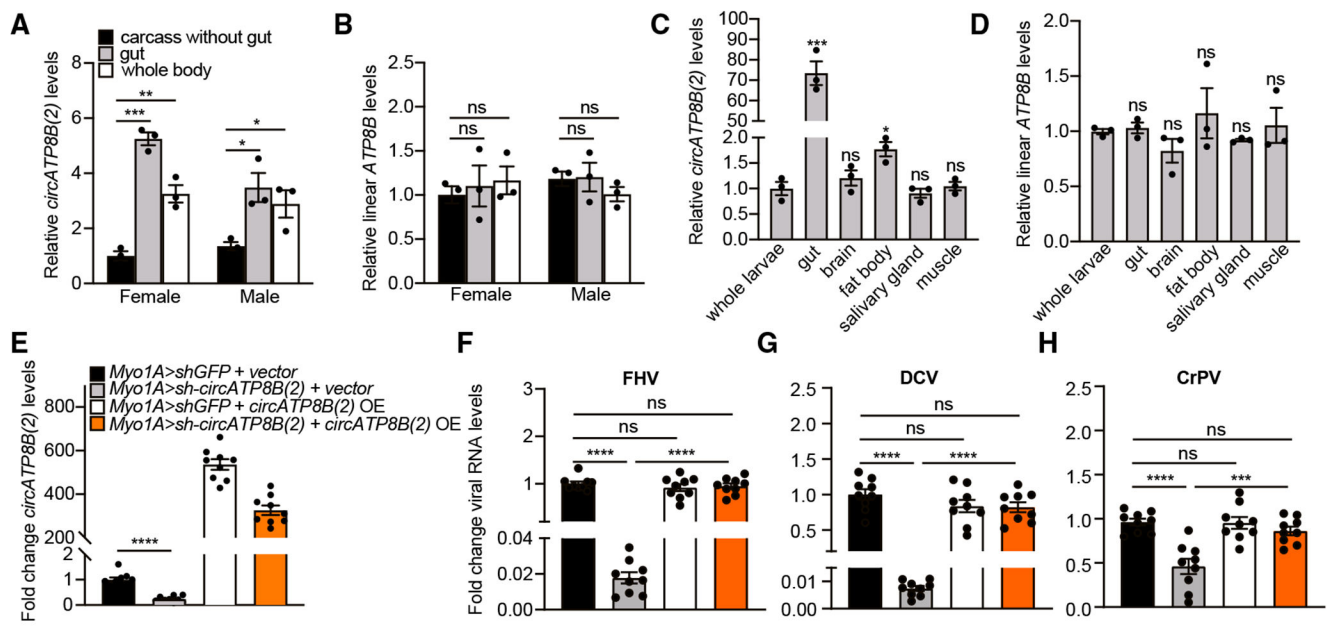 A
carcass without gut
gut
whole body
Relative circATP8B(2) levels
8
6
4
2
0
**
***
*
*
Female
Male
B
Relative linear ATP8B levels
2.5
2.0
1.5
1.0
0.5
0.0
ns
ns
ns
ns
Female
Male
C
Relative circATP8B(2) levels
100
90
80
70
60
50
2.0
1.5
1.0
0.5
0.0
***
ns
*
ns
ns
whole larvae
gut
brain
fat body
salivary gland
muscle
D
Relative linear ATP8B levels
2.0
1.5
1.0
0.5
0.0
ns
ns
ns
ns
ns
whole larvae
gut
brain
fat body
salivary gland
muscle
E
Myo1A>shGFP + vector
Myo1A>sh-circATP8B(2) + vector
Myo1A>shGFP + circATP8B(2) OE
Myo1A>sh-circATP8B(2) + circATP8B(2) OE
Fold change circATP8B(2) levels
800
600
400
200
2
1
0
****
F
FHV
Fold change viral RNA levels
3
2
1
0.04
0.02
0.00
ns
ns
****
****
G
DCV
2.5
2.0
1.5
1.0
0.5
0.01
0.00
ns
ns
****
****
H
CrPV
2.5
2.0
1.5
1.0
0.5
0.0
ns
ns
****
***